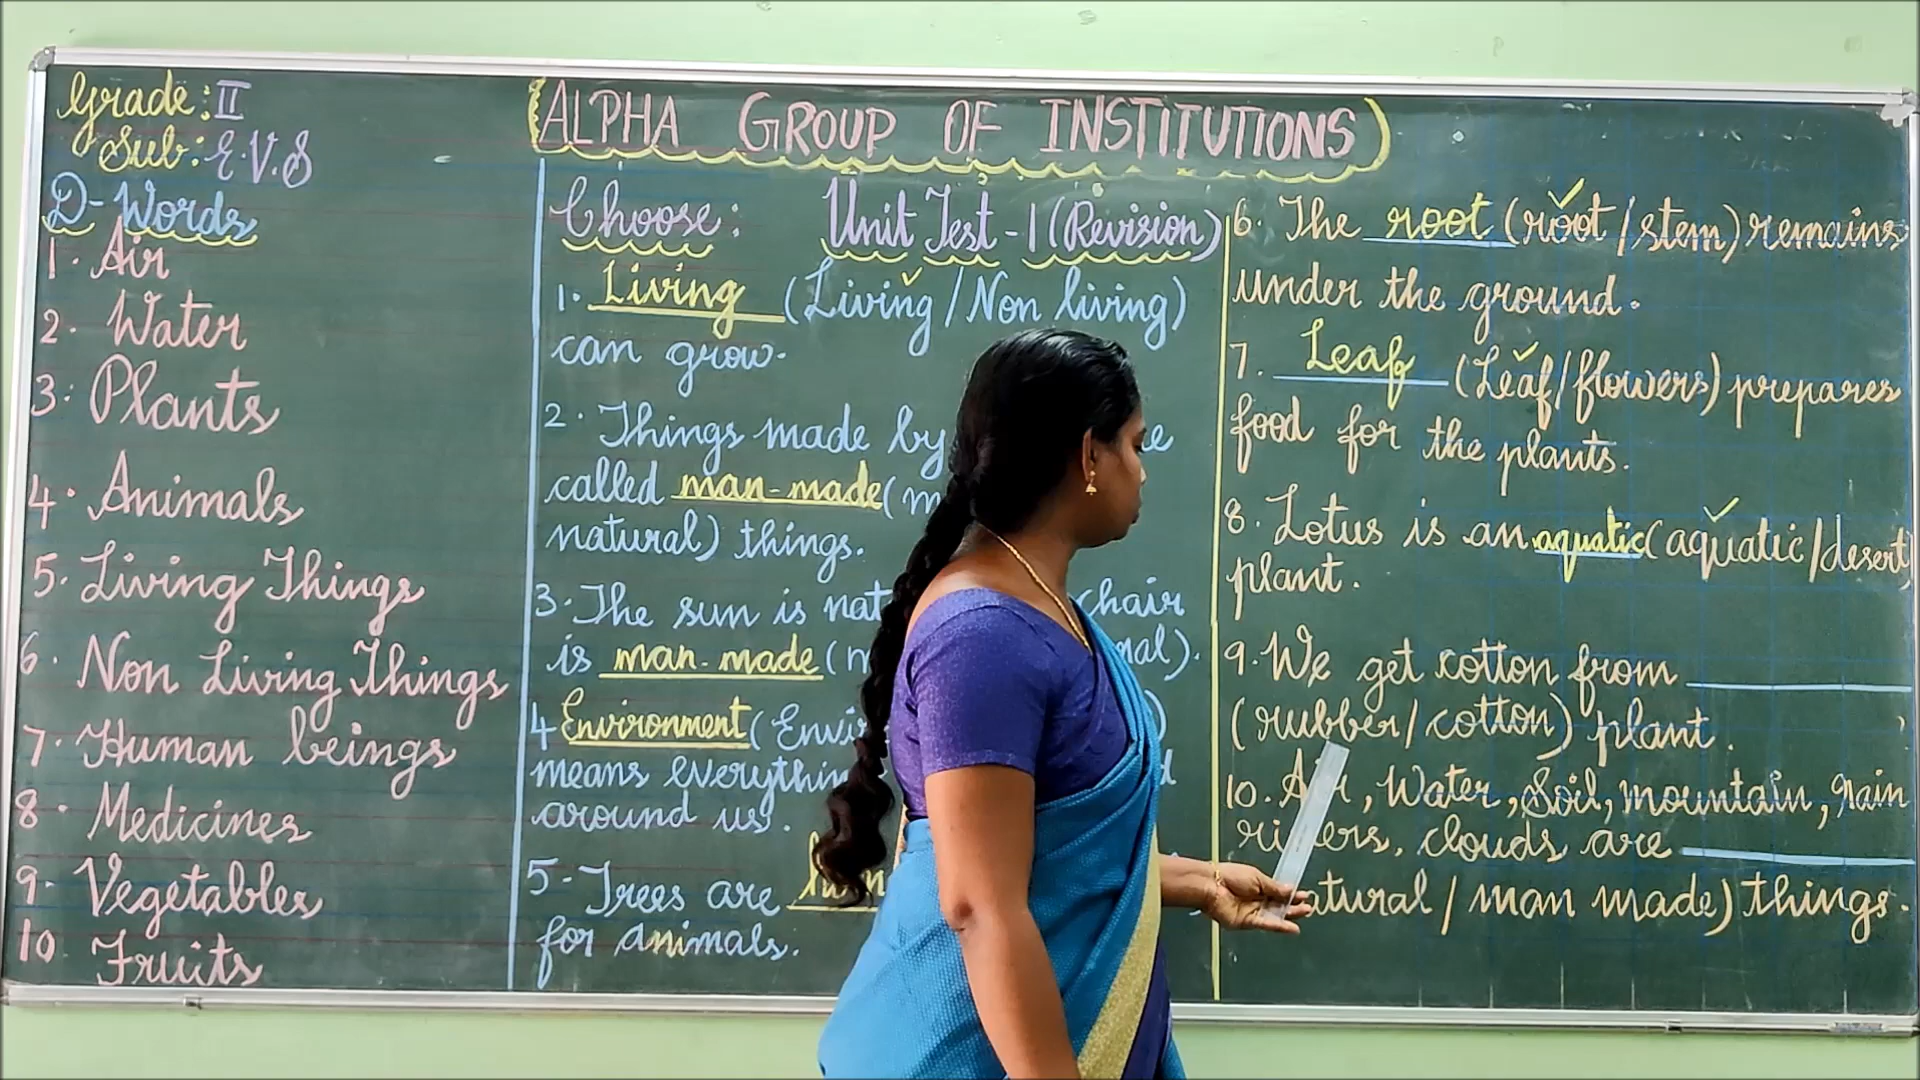 Grade: II
Sub: E.V.S
ALPHA GROUP OF INSTITUTIONS
D-Words
1. Air
2. Water
3. Plants
4. Animals
5. Living Things
6. Non Living Things
7. Human beings
8. Medicines
9. Vegetables
10. Fruits
Choose: Unit Test - 1 (Revision)
1. Living (Living / Non living)
can grow.
2. Things made by
called man-made (
natural) things.
3. The sun is
is man-made (
4 Environment (
means
around us.
5. Trees are
for animals.
6. The root (root / stem) remains
under the ground.
7. Leaf (Leaf / flowers) prepares
food for the plants.
8. Lotus is an aquatic (aquatic / desert)
plant.
9. We get cotton from
(rubber / cotton) plant.
10. Air, Water, Soil, mountain, rain
rivers, clouds are
natural / man made) things.